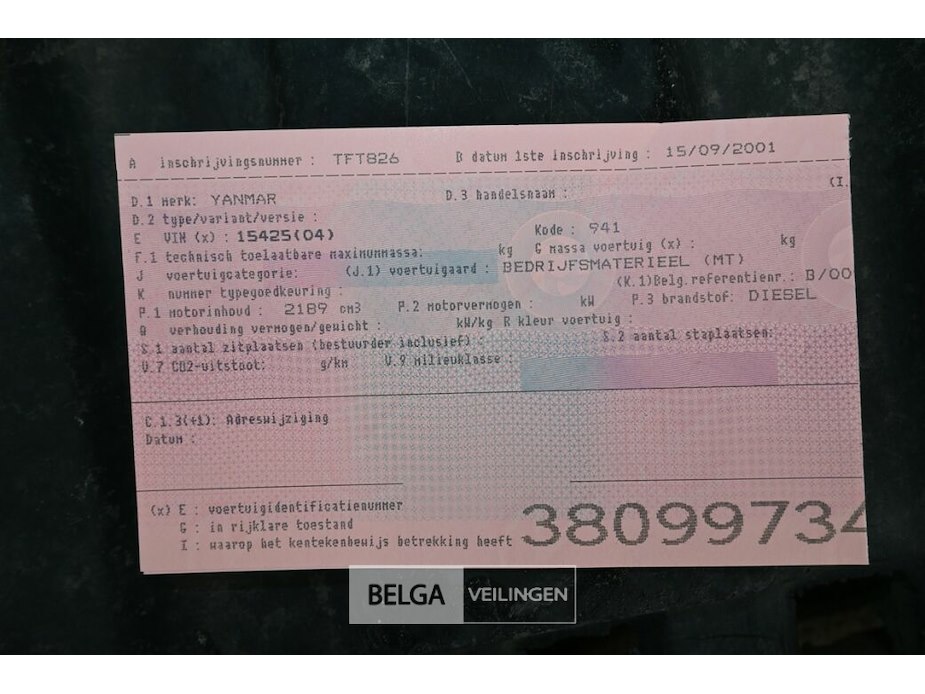 A inschrijvingsnummer : TFT826 B datum 1ste inschrijving : 15/09/2001
(I.
D.1 merk: YANMAR D.3 handelsnaam :
D.2 type/variant/versie :
E VIN (x) : 15425(04) Kode : 941
F.1 technisch toelaatbare maximummassa: kg G massa voertuig (x) : kg
J voertuigcategorie: (J.1) voertuigaard : BEDRIJFSMATERIEEL (MT)
K nummer typegoedkeuring : (K.1)Belg.referentienr.: B/00
P.1 motorinhoud : 2189 cm3 P.2 motorvermogen : kW P.3 brandstof: DIESEL
Q verhouding vermogen/gewicht : kW/kg R kleur voertuig :
S.1 aantal zitplaatsen (bestuurder inclusief) : S.2 aantal staplaatsen:
V.7 CO2-uitstoot: g/km V.9 milieuklasse :
C.1.3(+1): Adreswijziging
Datum :
(x) E : voertuigidentificatienummer
G : in rijklare toestand
I : waarop het kentekenbewijs betrekking heeft
38099734
BELGA VEILINGEN